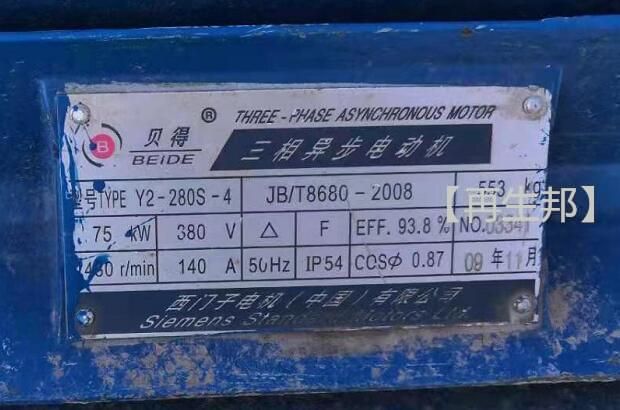 ® THREE-PHASE ASYNCHRONOUS MOTOR
B 贝得 三相异步电动机
BEIDE
型号TYPE Y2-280S-4 JB/T8680-2008 553 kg
【再生邦】
75 kW 380 V △ F EFF. 93.8 % NO.03341
r/min 140 A 50Hz IP54 COSφ 0.87 09 年 11 月
西门子电机（中国）有限公司
Siemens Standard Motors Ltd.